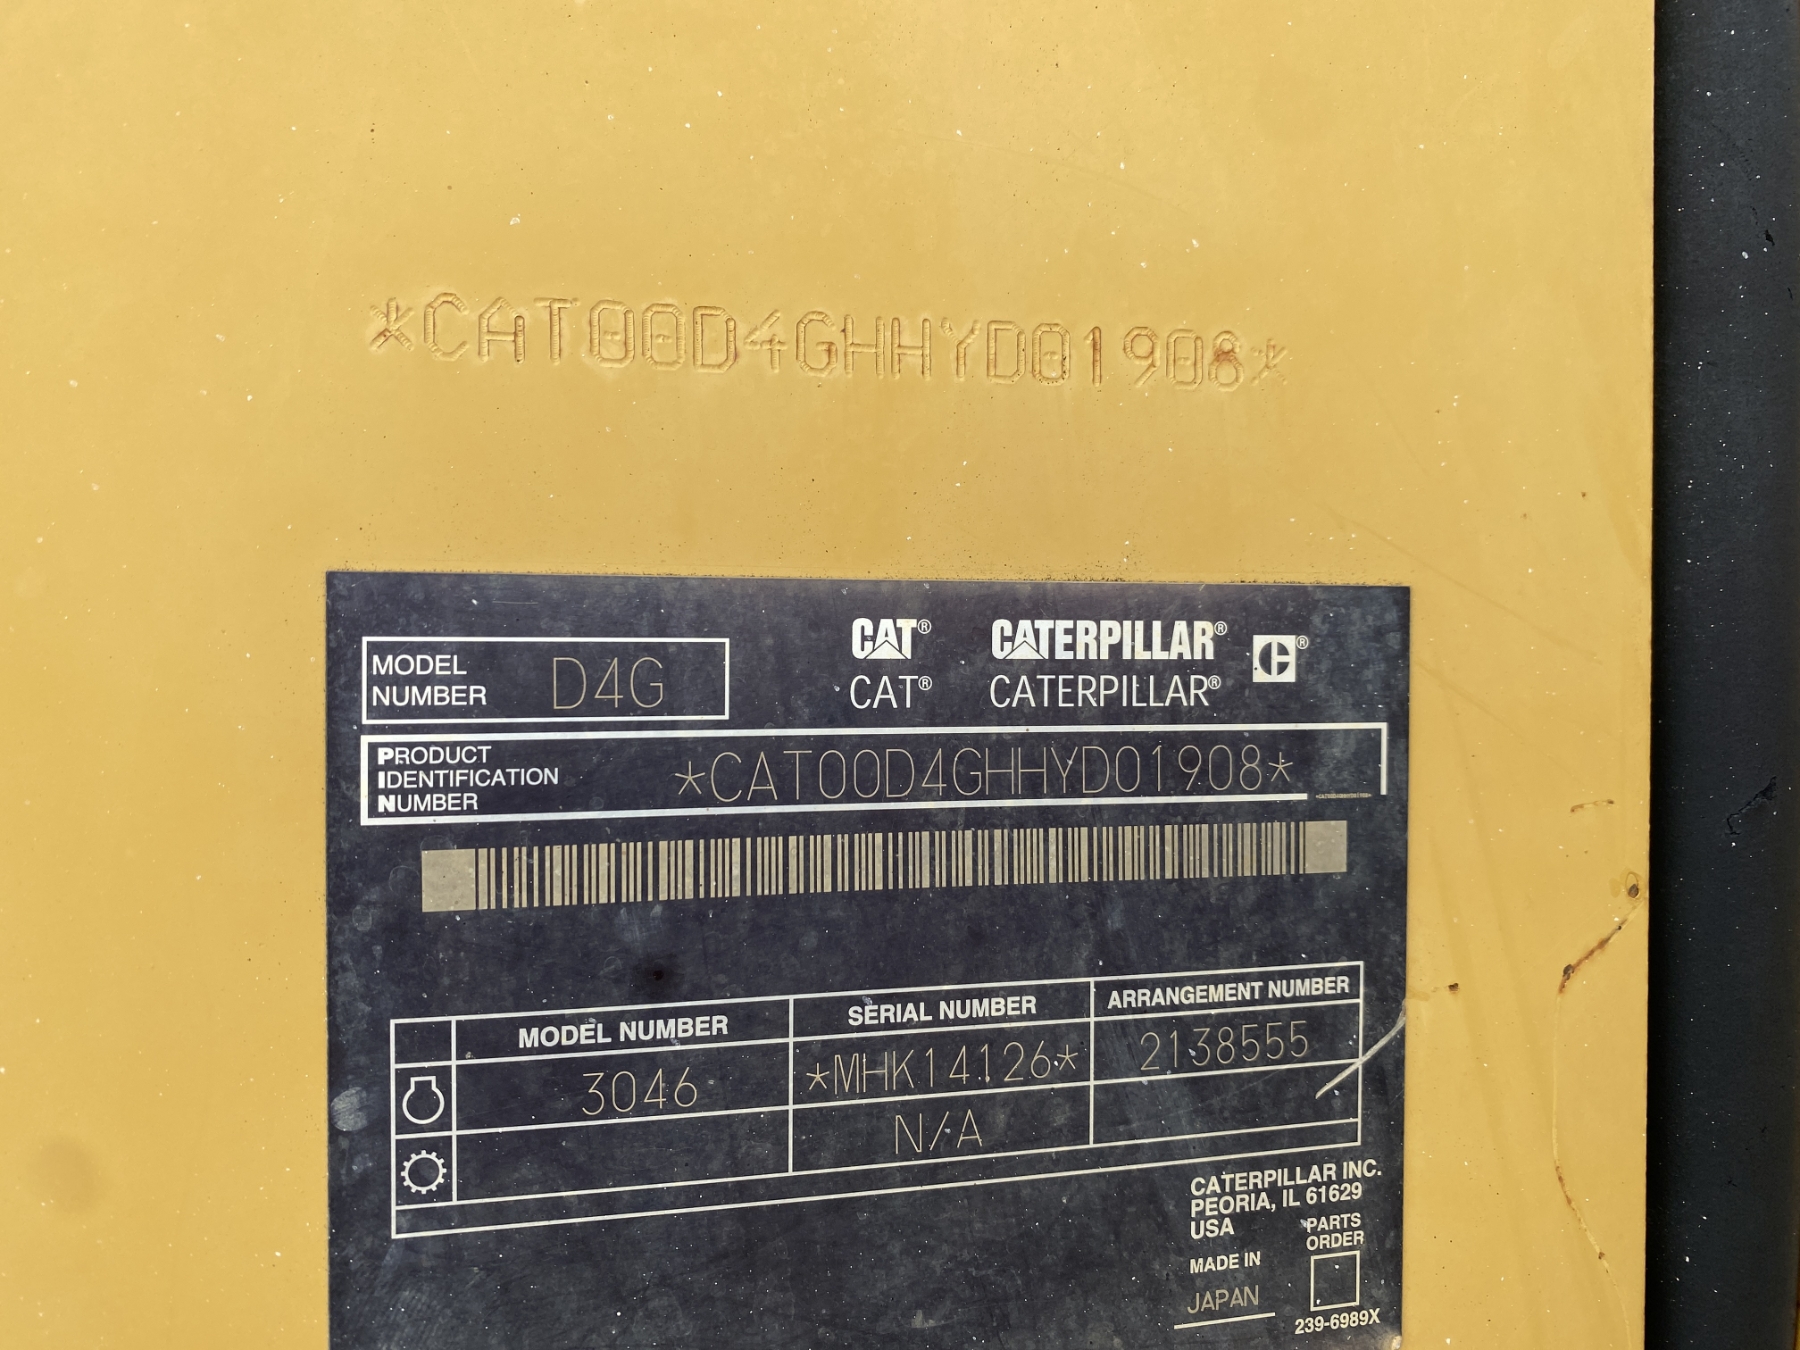 *CAT00D4GHHYD01908*
MODEL NUMBER D4G
CAT® CATERPILLAR® C®
CAT® CATERPILLAR®
PRODUCT IDENTIFICATION NUMBER *CAT00D4GHHYD01908*
*CAT00D4GHHYD01908*
MODEL NUMBER SERIAL NUMBER ARRANGEMENT NUMBER
3046 *MHK14126* 2138555
N/A
CATERPILLAR INC.
PEORIA, IL 61629
USA
PARTS ORDER
MADE IN
JAPAN
239-6989X